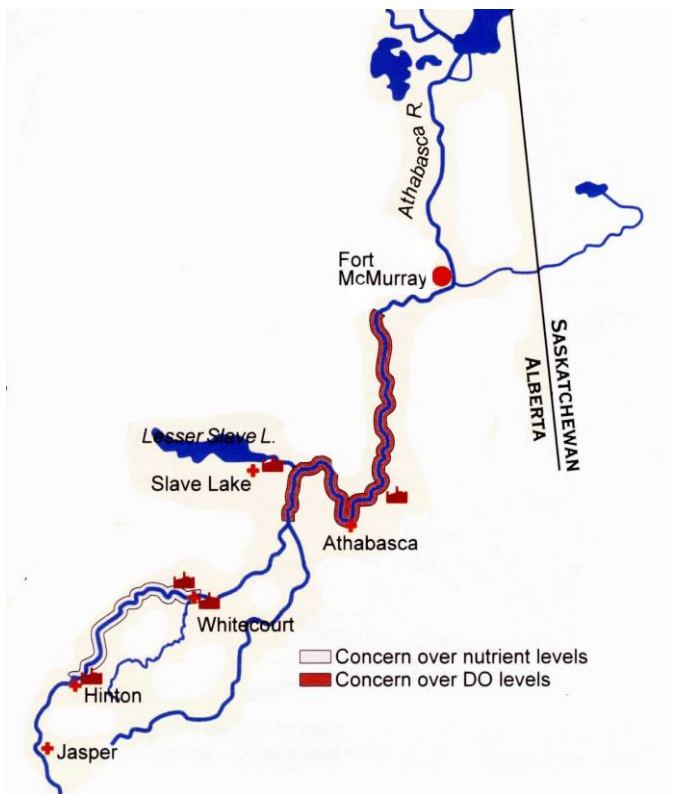 Athabasca R.
Fort
McMurray
SASKATCHEWAN
ALBERTA
Lesser Slave L.
Slave Lake
Athabasca
Whitecourt
Concern over nutrient levels
Concern over DO levels
Hinton
Jasper